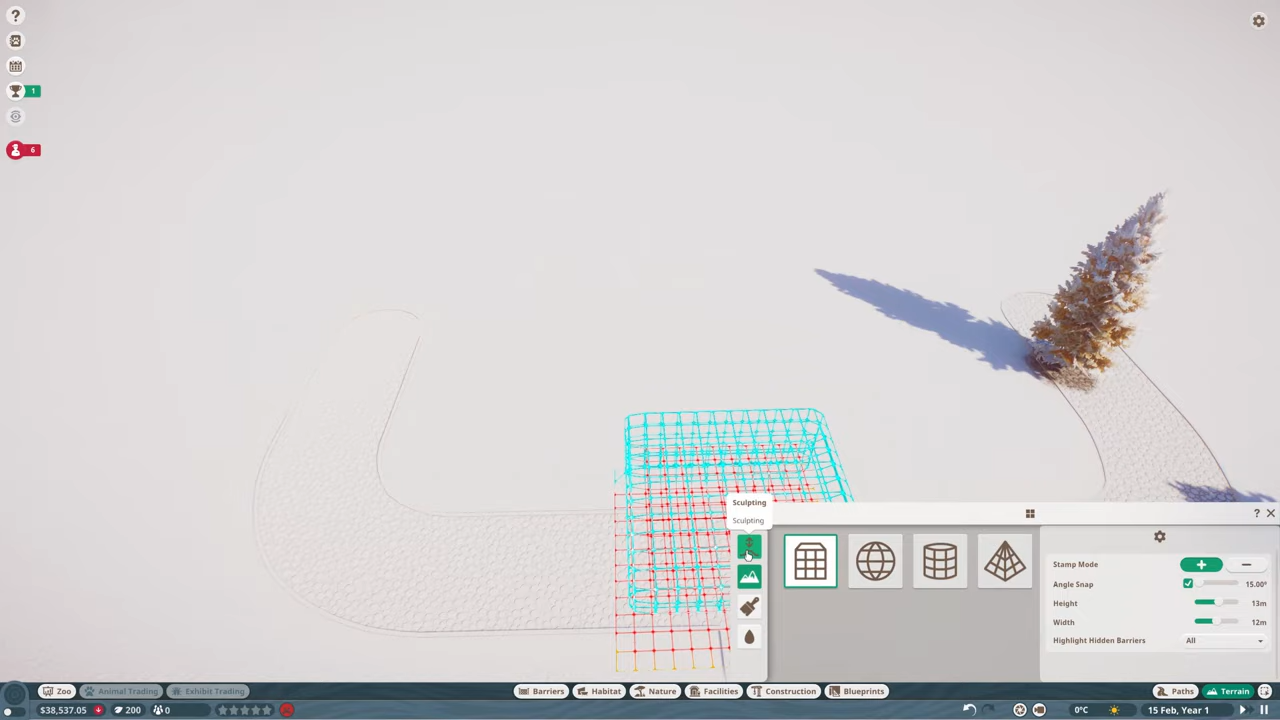 ?
1
6
Sculpting
Sculpting
?
Stamp Mode
Angle Snap 15.00°
Height 13m
Width 12m
Highlight Hidden Barriers All
Zoo Animal Trading Exhibit Trading Barriers Habitat Nature Facilities Construction Blueprints Paths Terrain
$38,537.05 200 0 0°C 15 Feb, Year 1